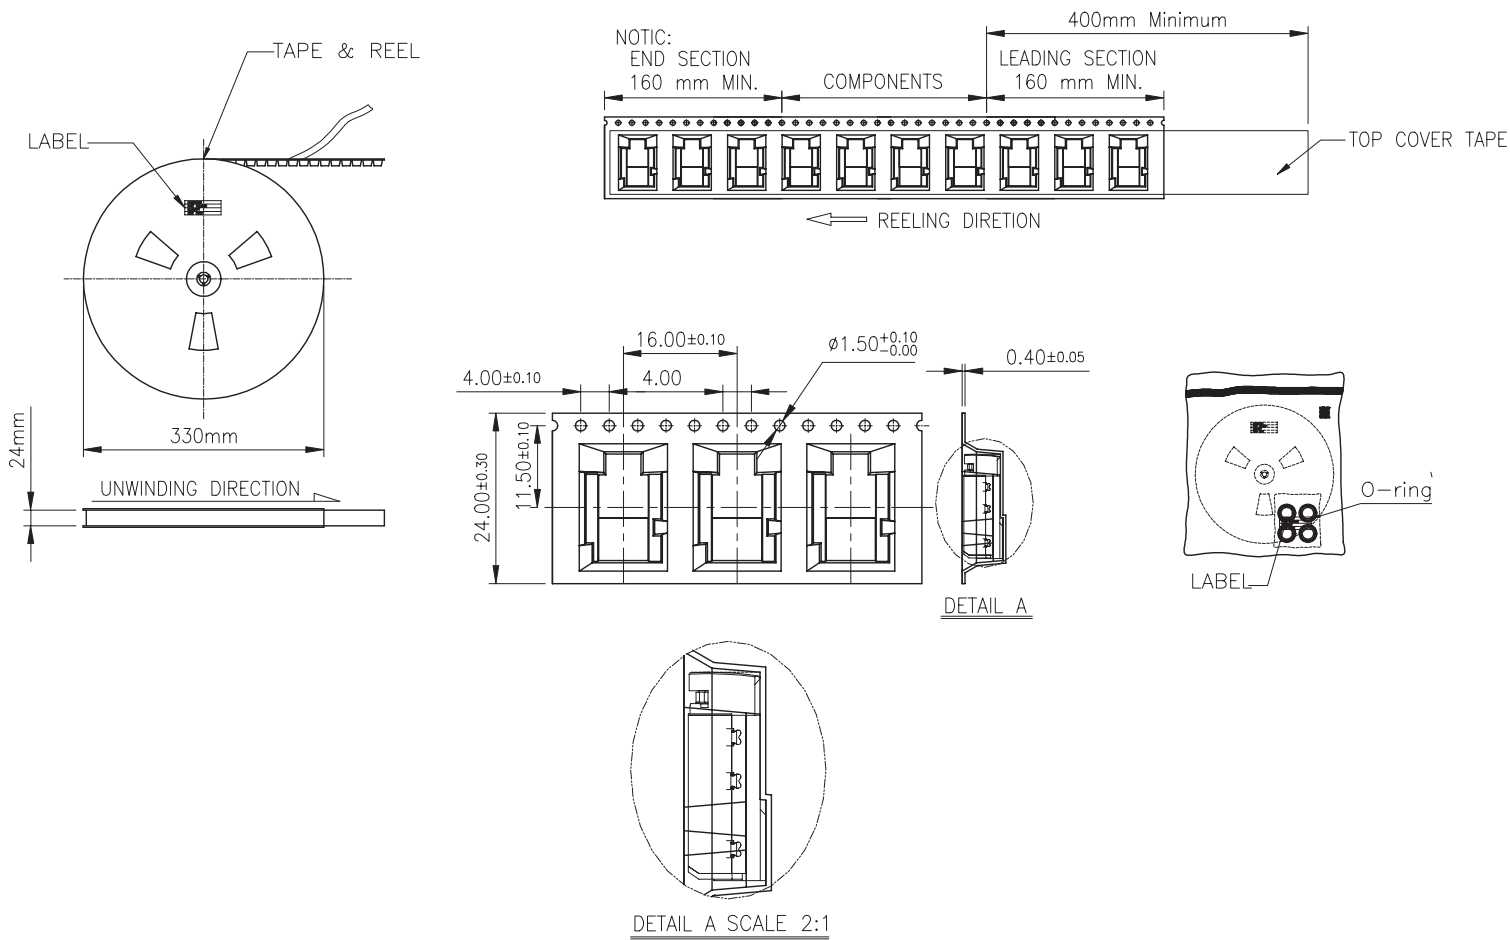 TAPE & REEL
LABEL
330mm
24mm
UNWINDING DIRECTION
400mm Minimum
NOTIC:
END SECTION
160 mm MIN.
COMPONENTS
LEADING SECTION
160 mm MIN.
TOP COVER TAPE
REELING DIRETION
16.00±0.10
ø1.50+0.10
-0.00
0.40±0.05
4.00±0.10
4.00
24.00±0.30
11.50±0.10
DETAIL A
O-ring
LABEL
DETAIL A SCALE 2:1